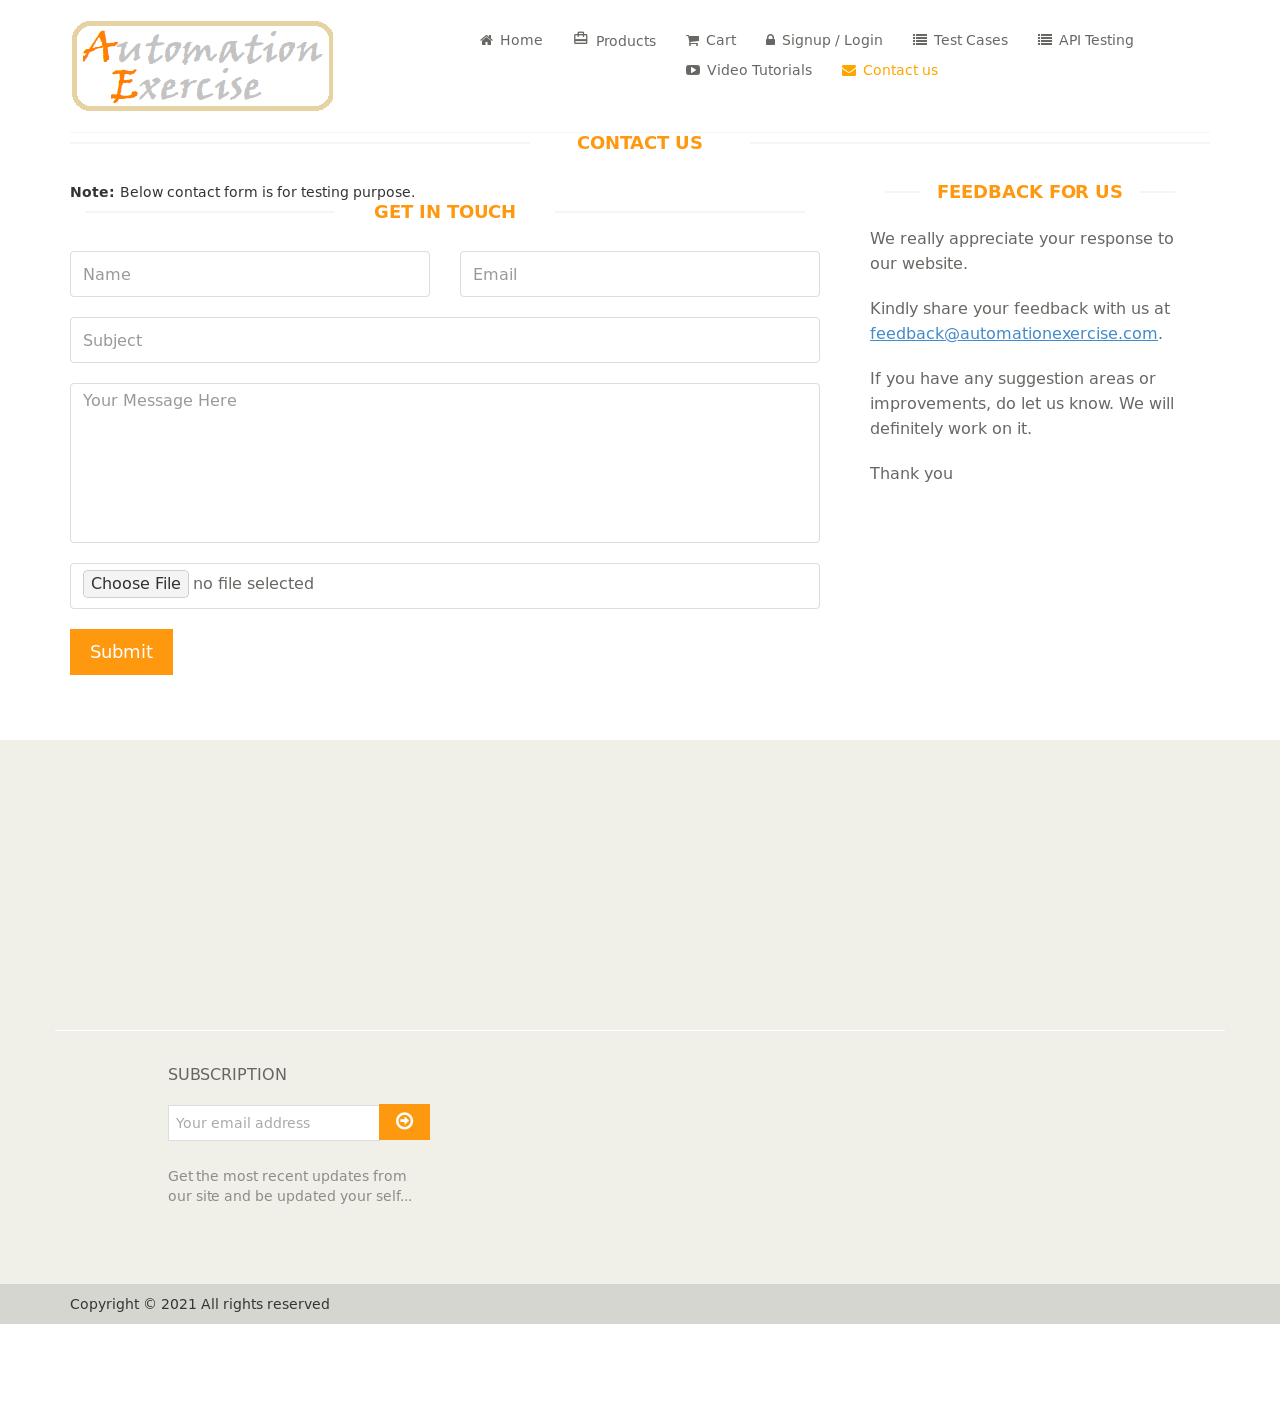 Automation
Exercise
Home
Products
Cart
Signup / Login
Test Cases
API Testing
Video Tutorials
Contact us
CONTACT US
Note: Below contact form is for testing purpose.
GET IN TOUCH
Name
Email
Subject
Your Message Here
Choose File no file selected
Submit
FEEDBACK FOR US
We really appreciate your response to
our website.
Kindly share your feedback with us at
feedback@automationexercise.com.
If you have any suggestion areas or
improvements, do let us know. We will
definitely work on it.
Thank you
SUBSCRIPTION
Your email address
Get the most recent updates from
our site and be updated your self...
Copyright © 2021 All rights reserved